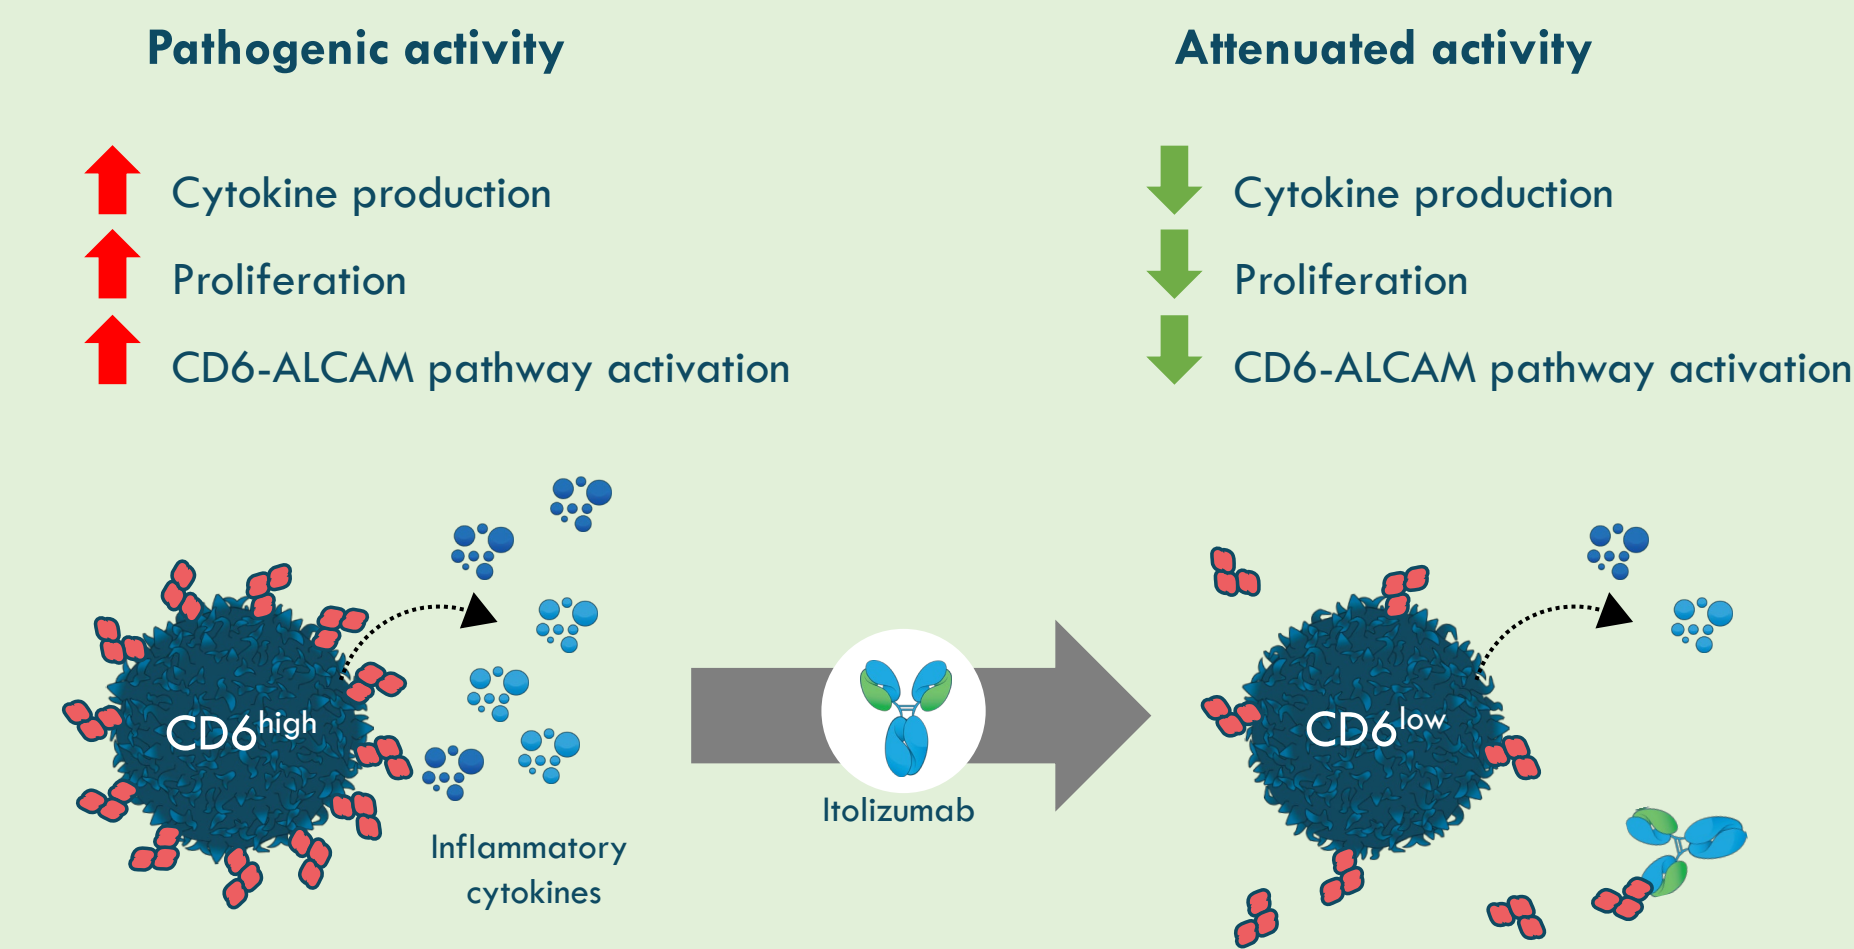 Pathogenic activity
Cytokine production
Proliferation
CD6-ALCAM pathway activation
Attenuated activity
Cytokine production
Proliferation
CD6-ALCAM pathway activation
CD6high
Inflammatory
cytokines
Itolizumab
CD6low